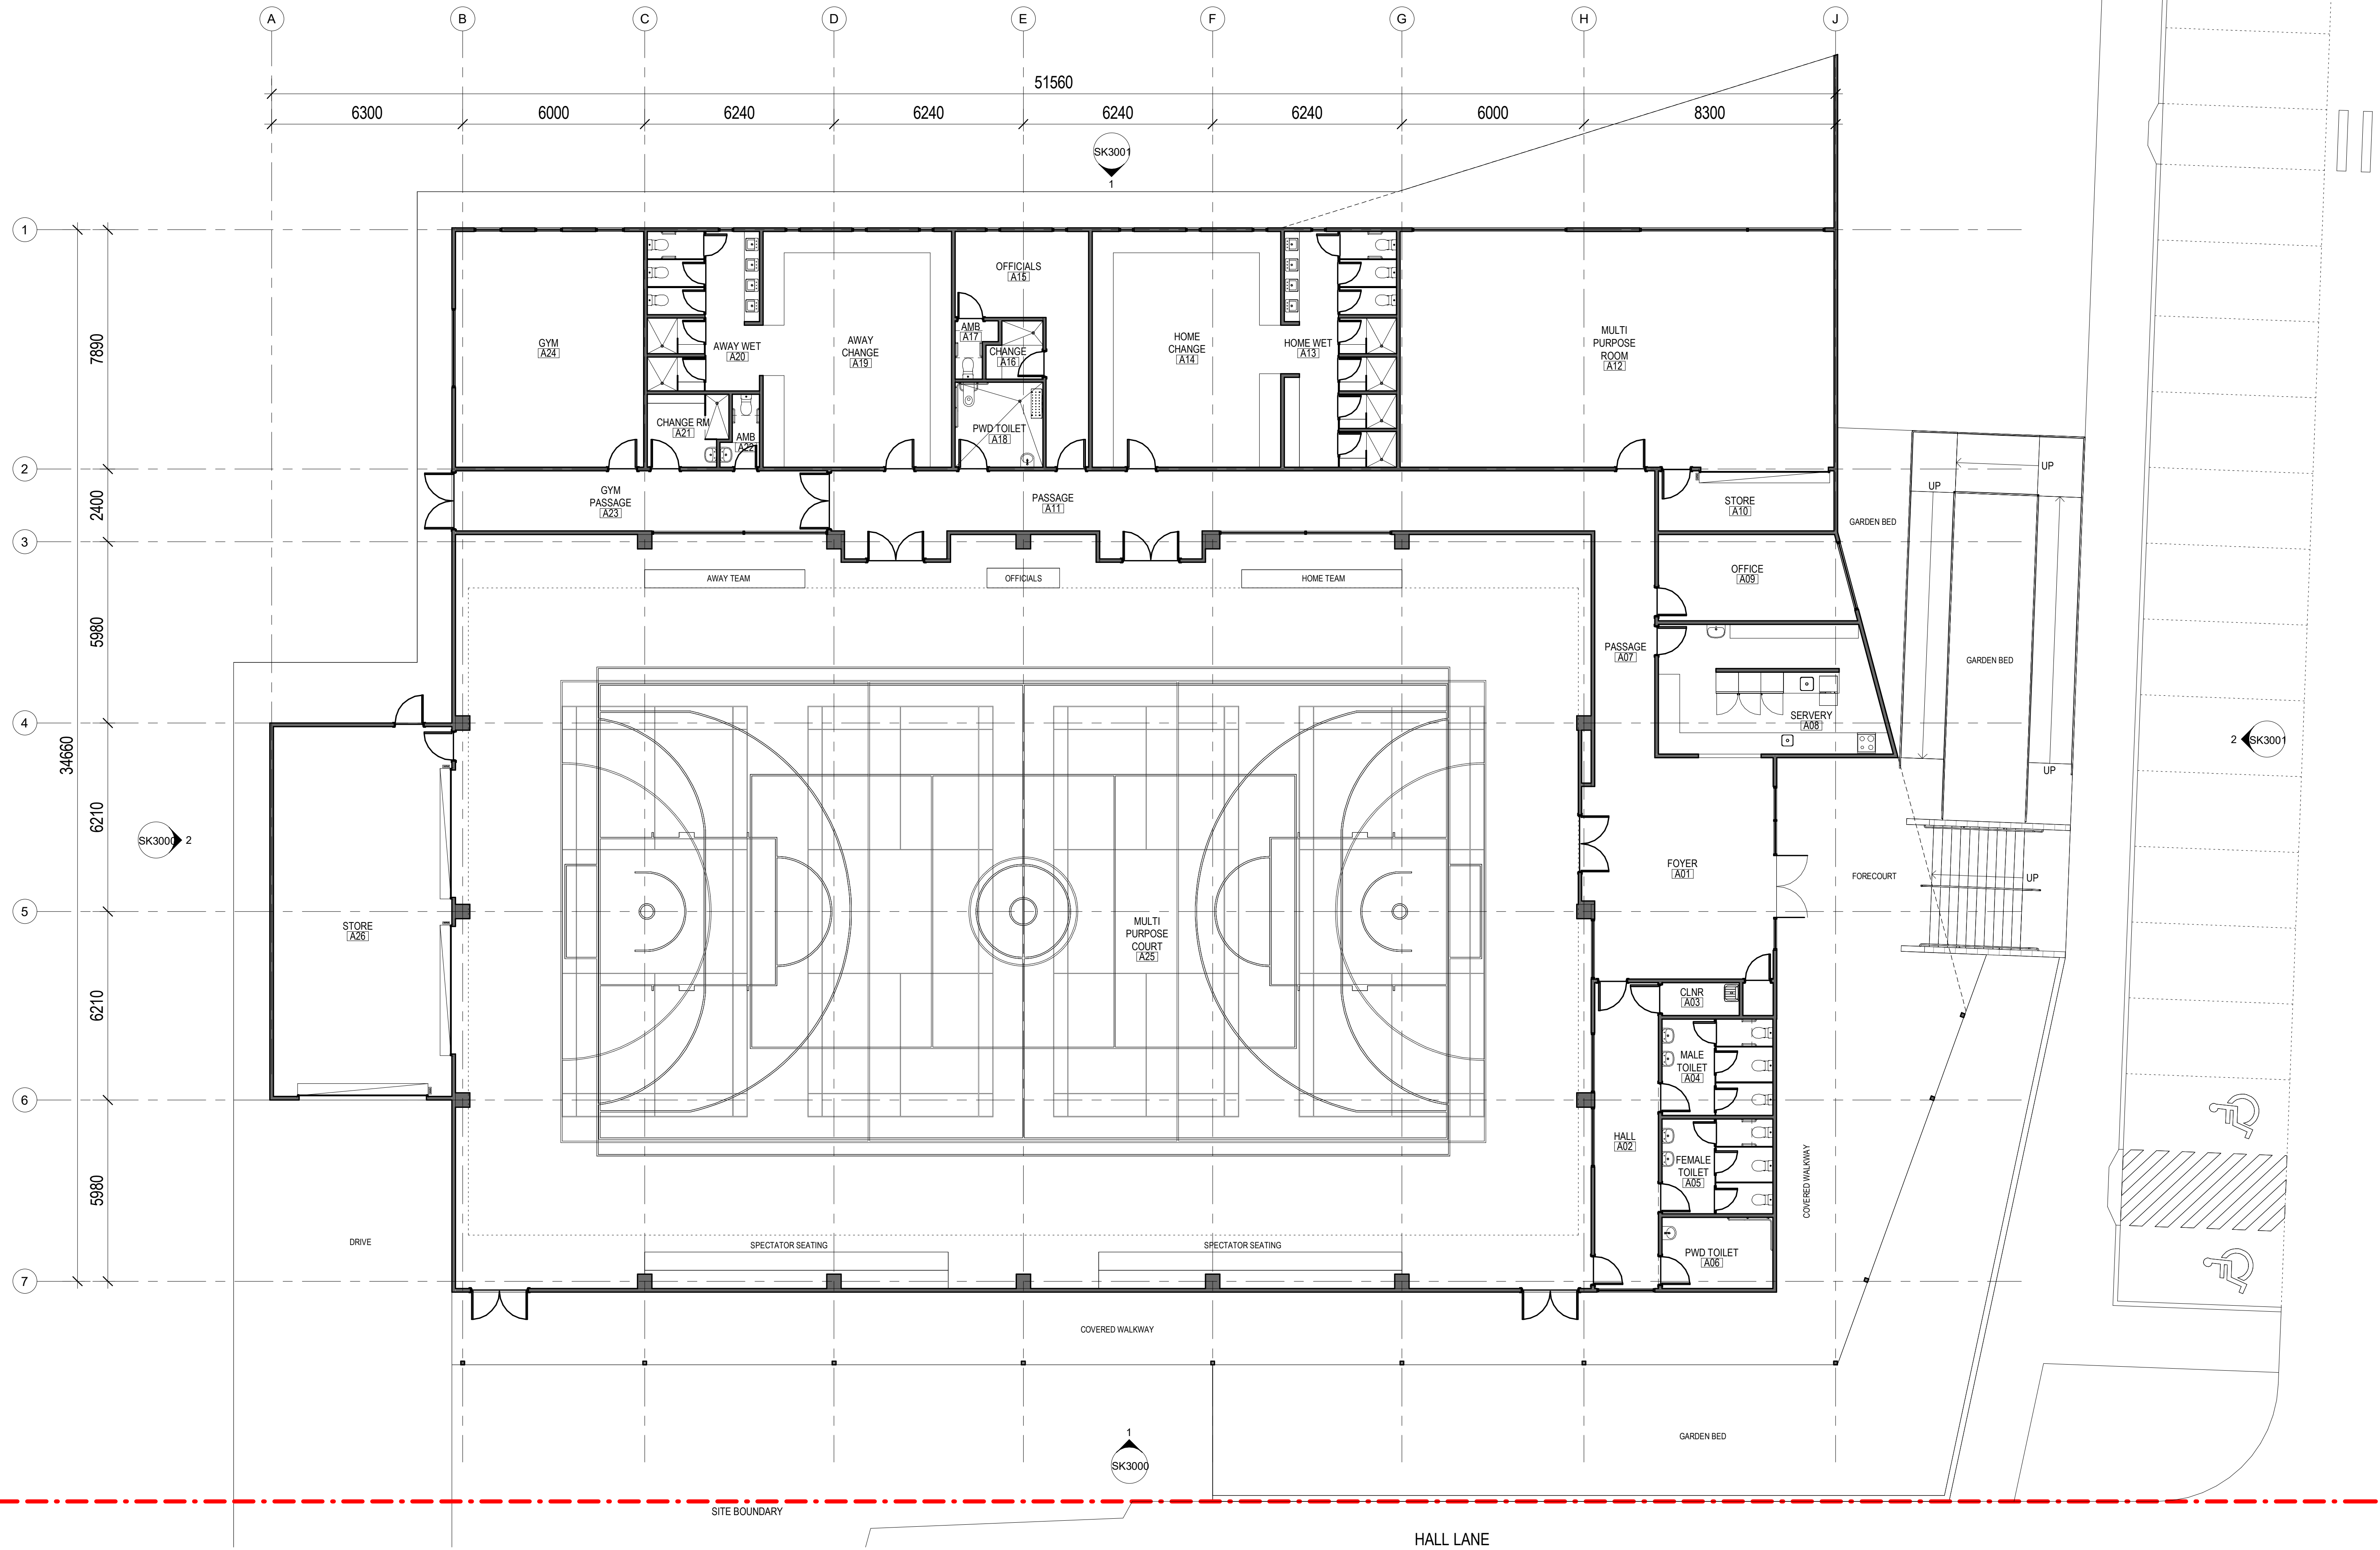 A
B
C
D
E
F
G
H
J
51560
6300
6000
6240
6240
6240
6240
6000
8300
SK3001
1
1
2
3
4
5
6
7
34660
7890
2400
5980
6210
6210
5980
GYM
A24
AWAY WET
A20
AWAY
CHANGE
A19
OFFICIALS
A15
AMB
A17
CHANGE
A16
PWD TOILET
A18
HOME
CHANGE
A14
HOME WET
A13
MULTI
PURPOSE
ROOM
A12
CHANGE RM
A21
AMB
A22
GYM
PASSAGE
A23
PASSAGE
A11
STORE
A10
GARDEN BED
UP
UP
AWAY TEAM
OFFICIALS
HOME TEAM
OFFICE
A09
PASSAGE
A07
GARDEN BED
SERVERY
A08
2
SK3001
UP
SK3000
2
FOYER
A01
FORECOURT
UP
STORE
A26
MULTI
PURPOSE
COURT
A25
CLNR
A03
MALE
TOILET
A04
HALL
A02
FEMALE
TOILET
A05
COVERED WALKWAY
PWD TOILET
A06
DRIVE
SPECTATOR SEATING
SPECTATOR SEATING
COVERED WALKWAY
1
SK3000
GARDEN BED
SITE BOUNDARY
HALL LANE